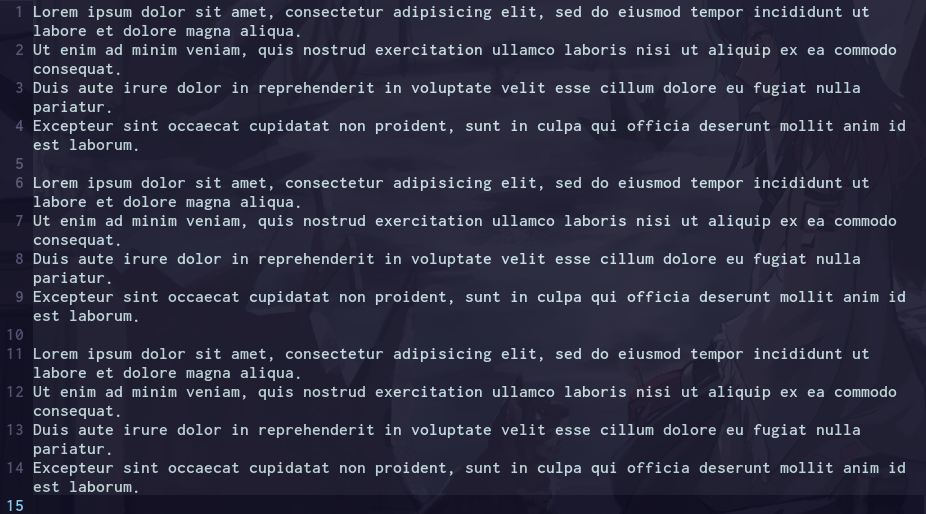 1 Lorem ipsum dolor sit amet, consectetur adipisicing elit, sed do eiusmod tempor incididunt ut
labore et dolore magna aliqua.
2 Ut enim ad minim veniam, quis nostrud exercitation ullamco laboris nisi ut aliquip ex ea commodo
consequat.
3 Duis aute irure dolor in reprehenderit in voluptate velit esse cillum dolore eu fugiat nulla
pariatur.
4 Excepteur sint occaecat cupidatat non proident, sunt in culpa qui officia deserunt mollit anim id
est laborum.
5
6 Lorem ipsum dolor sit amet, consectetur adipisicing elit, sed do eiusmod tempor incididunt ut
labore et dolore magna aliqua.
7 Ut enim ad minim veniam, quis nostrud exercitation ullamco laboris nisi ut aliquip ex ea commodo
consequat.
8 Duis aute irure dolor in reprehenderit in voluptate velit esse cillum dolore eu fugiat nulla
pariatur.
9 Excepteur sint occaecat cupidatat non proident, sunt in culpa qui officia deserunt mollit anim id
est laborum.
10
11 Lorem ipsum dolor sit amet, consectetur adipisicing elit, sed do eiusmod tempor incididunt ut
labore et dolore magna aliqua.
12 Ut enim ad minim veniam, quis nostrud exercitation ullamco laboris nisi ut aliquip ex ea commodo
consequat.
13 Duis aute irure dolor in reprehenderit in voluptate velit esse cillum dolore eu fugiat nulla
pariatur.
14 Excepteur sint occaecat cupidatat non proident, sunt in culpa qui officia deserunt mollit anim id
est laborum.
15